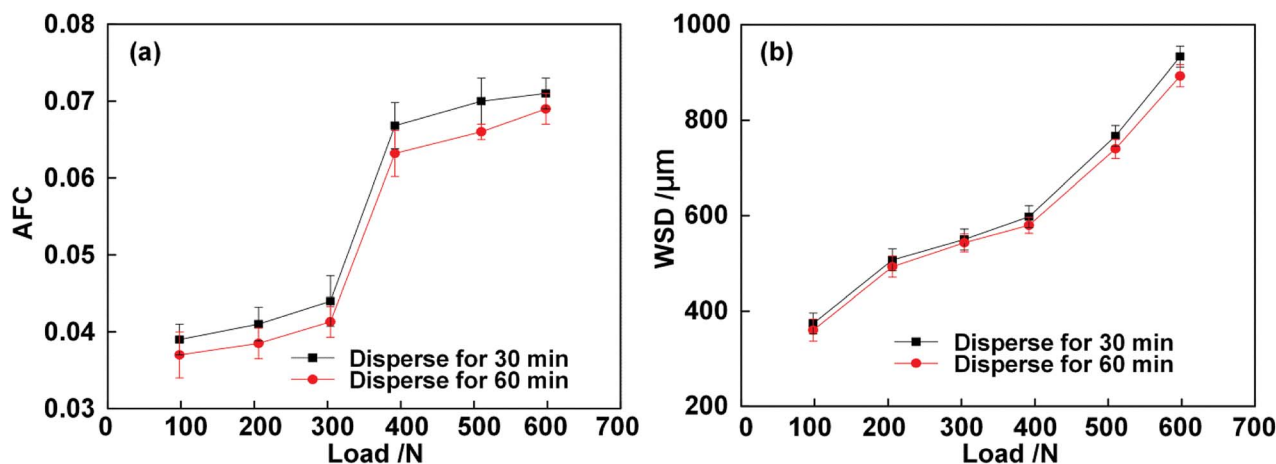 (a)
0.08
0.07
0.06
0.05
0.04
0.03
AFC
0 100 200 300 400 500 600 700
Load /N
Disperse for 30 min
Disperse for 60 min
(b)
1000
800
600
400
200
WSD /µm
0 100 200 300 400 500 600 700
Load /N
Disperse for 30 min
Disperse for 60 min